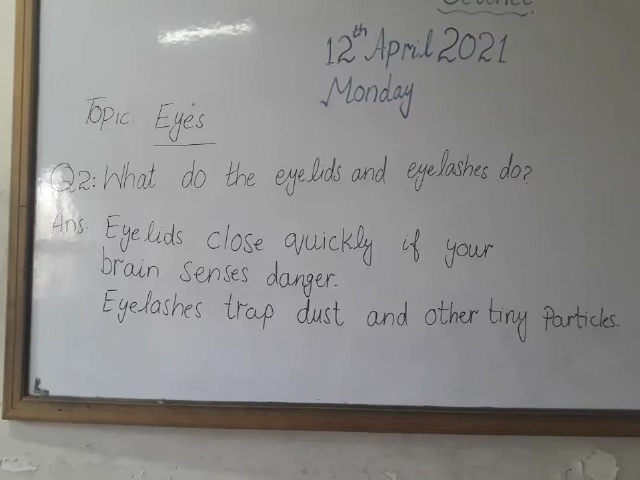 Science.
12th April 2021
Monday
Topic Eyes
Q2: What do the eyelids and eyelashes do?
Ans. Eyelids close quickly if your
brain senses danger.
Eyelashes trap dust and other tiny Particles.